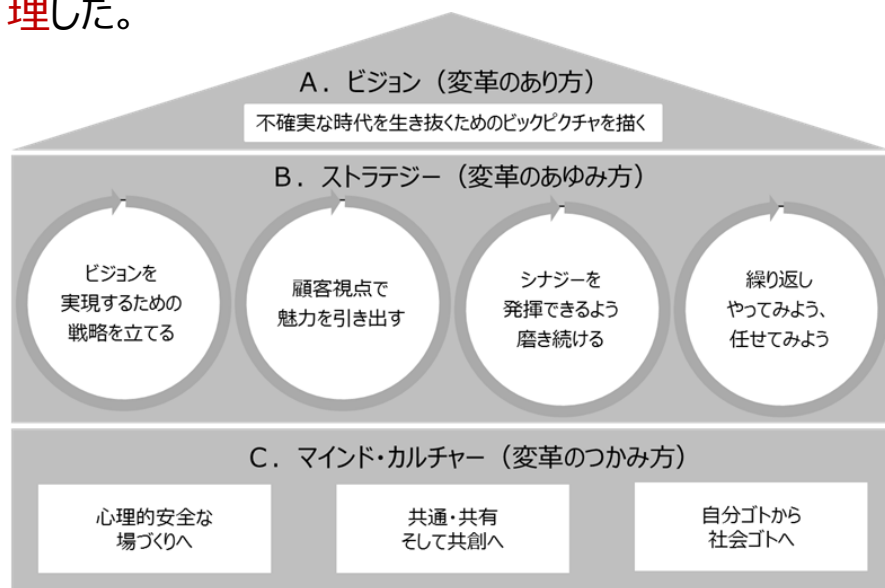 理した。
A．ビジョン（変革のあり方）
不確実な時代を生き抜くためのビックピクチャを描く
B．ストラテジー（変革のあゆみ方）
ビジョンを
実現するための
戦略を立てる
顧客視点で
魅力を引き出す
シナジーを
発揮できるよう
磨き続ける
繰り返し
やってみよう、
任せてみよう
C．マインド・カルチャー（変革のつかみ方）
心理的安全な
場づくりへ
共通・共有
そして共創へ
自分ゴトから
社会ゴトへ